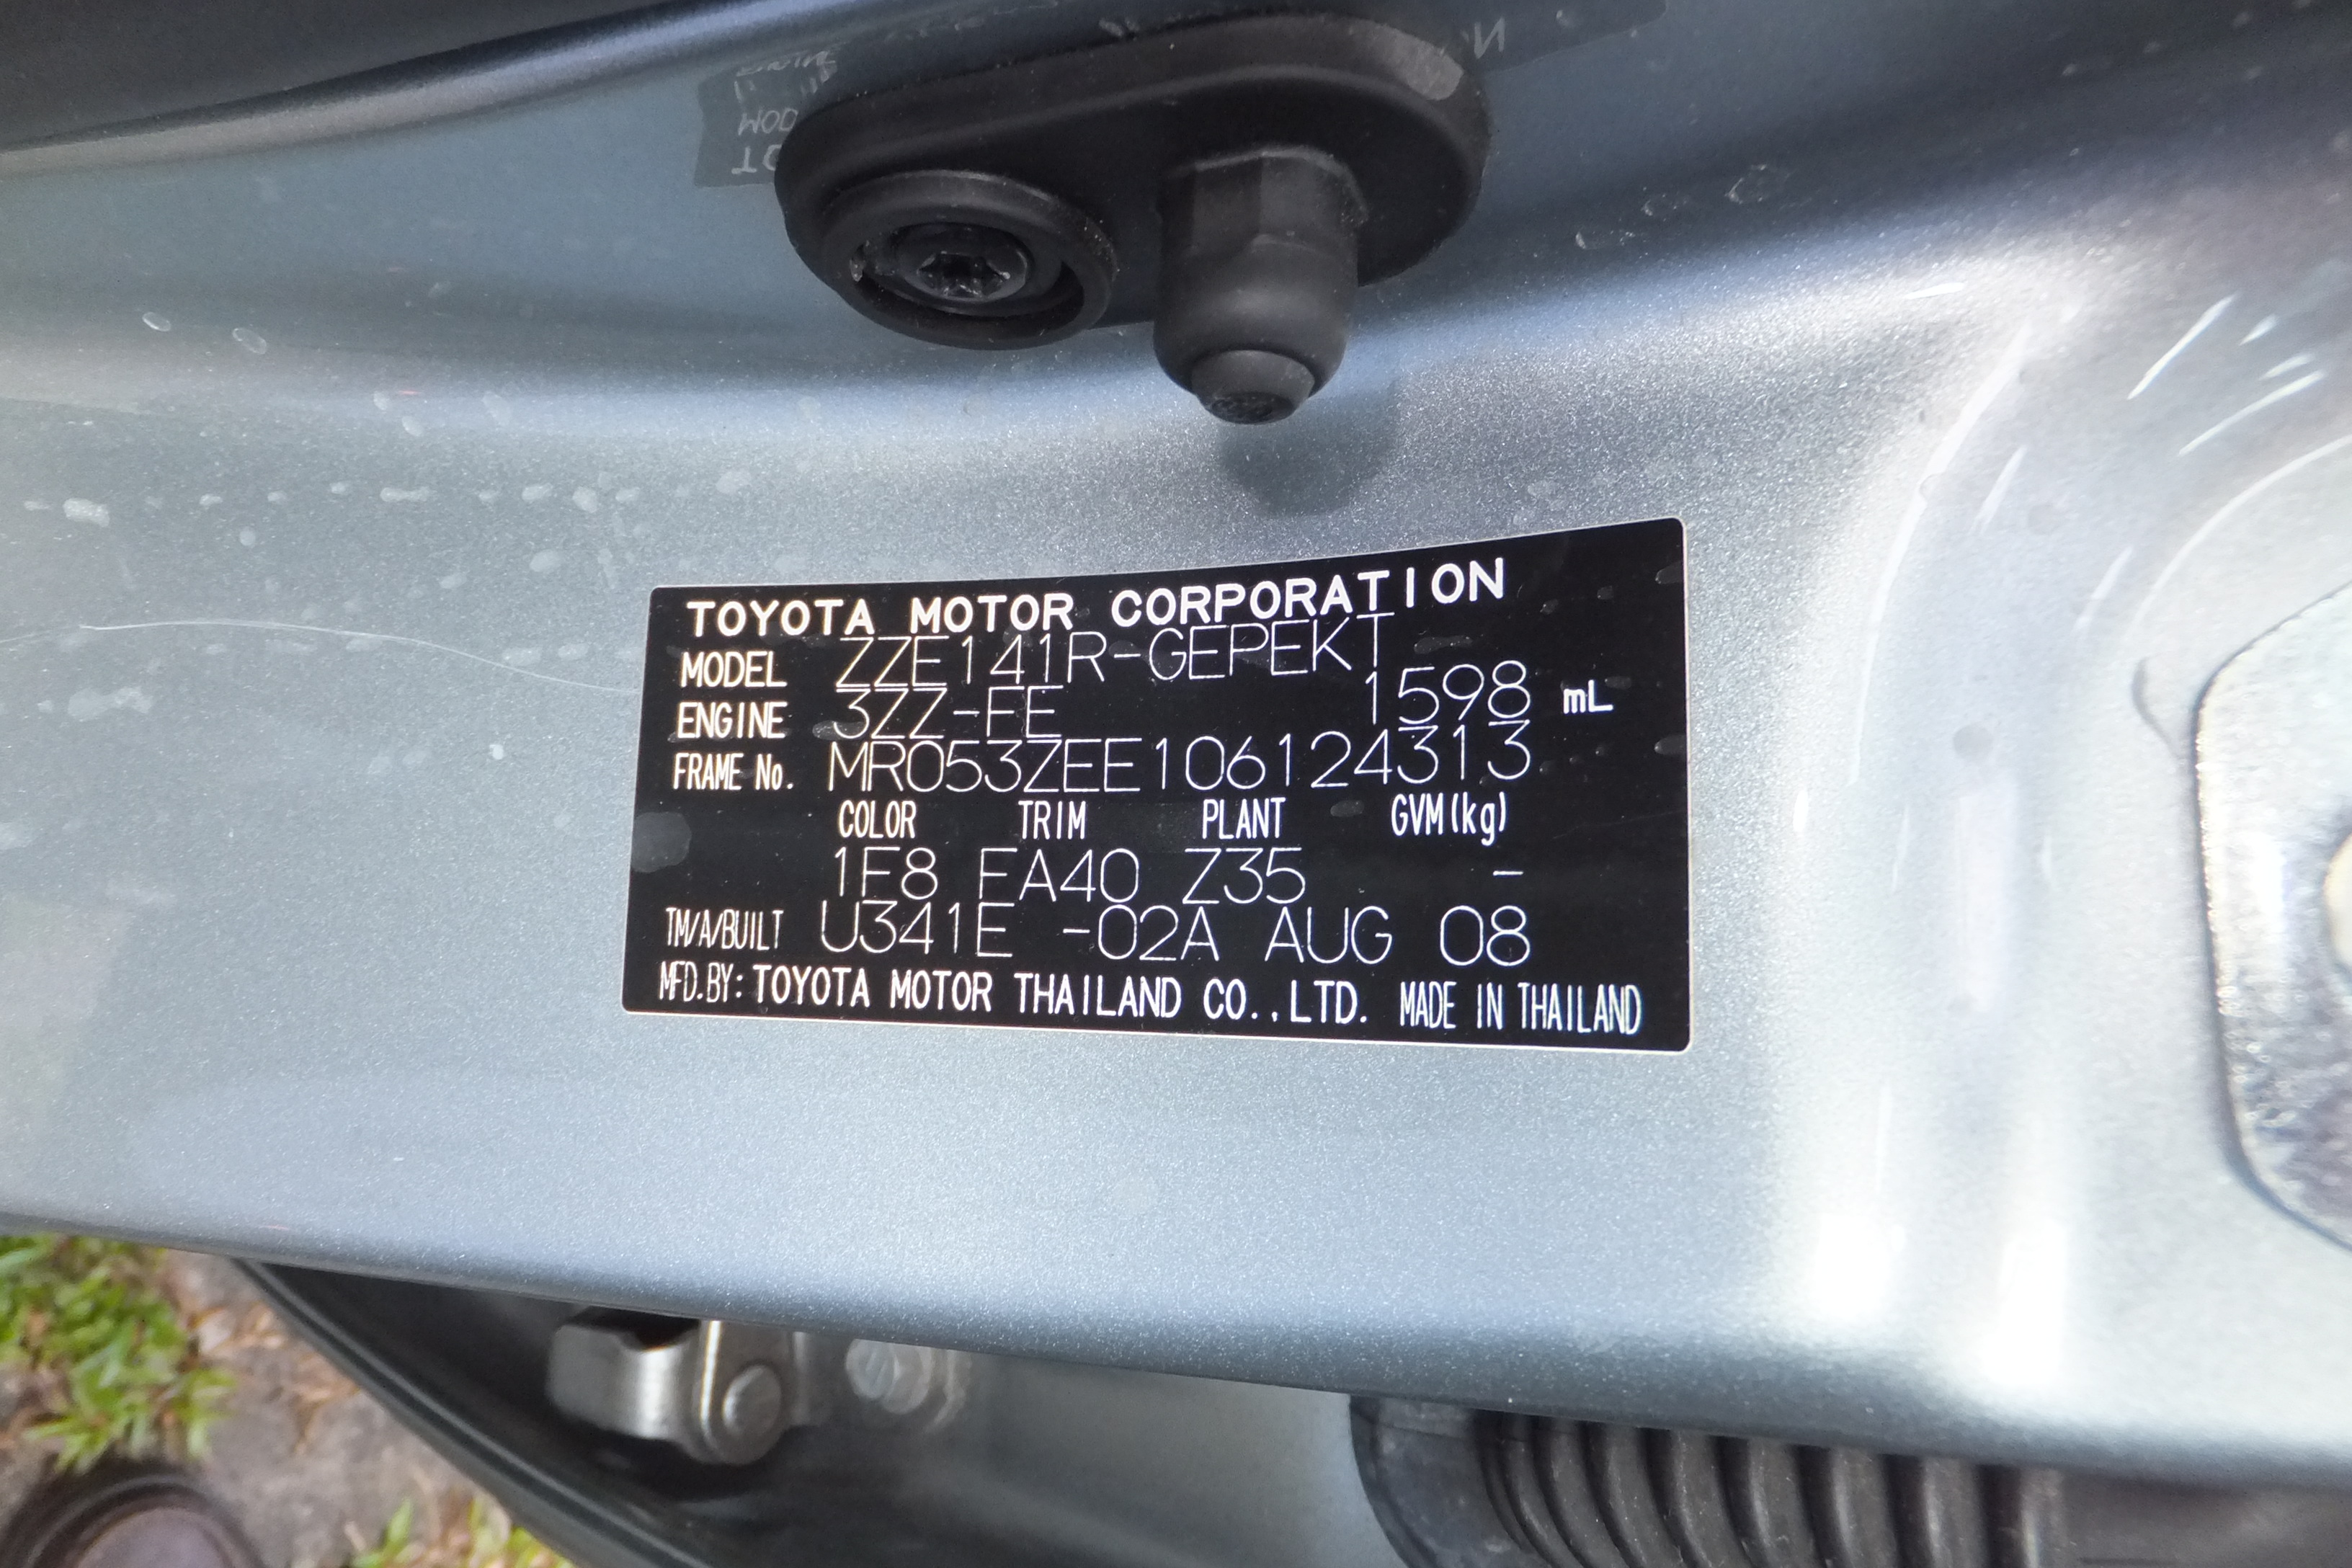 TOYOTA MOTOR CORPORATION
MODEL ZZE141R-GEPEKT
ENGINE 3ZZ-FE 1598 mL
FRAME No. MR053ZEE106124313
COLOR TRIM PLANT GVM(kg)
1F8 FA40 Z35 -
TM/A/BUILT U341E -02A AUG 08
MFD.BY: TOYOTA MOTOR THAILAND CO.,LTD. MADE IN THAILAND